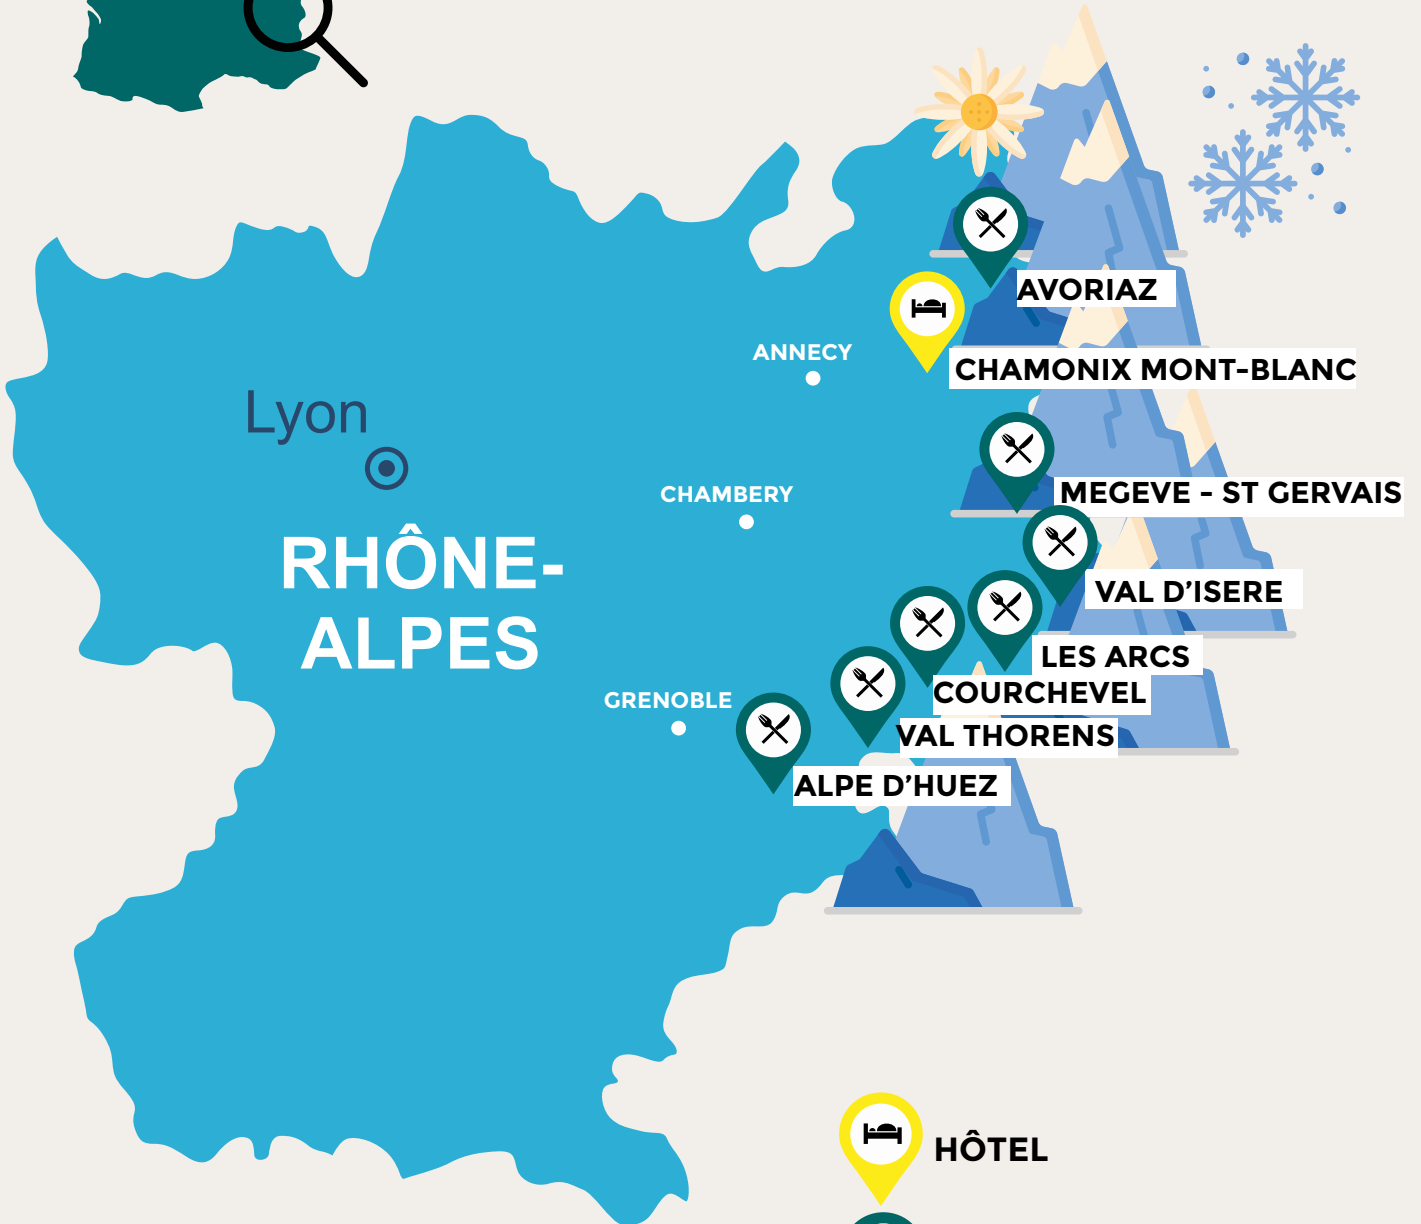 AVORIAZ
ANNECY
CHAMONIX MONT-BLANC
Lyon
CHAMBERY
MEGEVE - ST GERVAIS
RHÔNE-
ALPES
VAL D’ISERE
LES ARCS
COURCHEVEL
GRENOBLE
VAL THORENS
ALPE D’HUEZ
HÔTEL